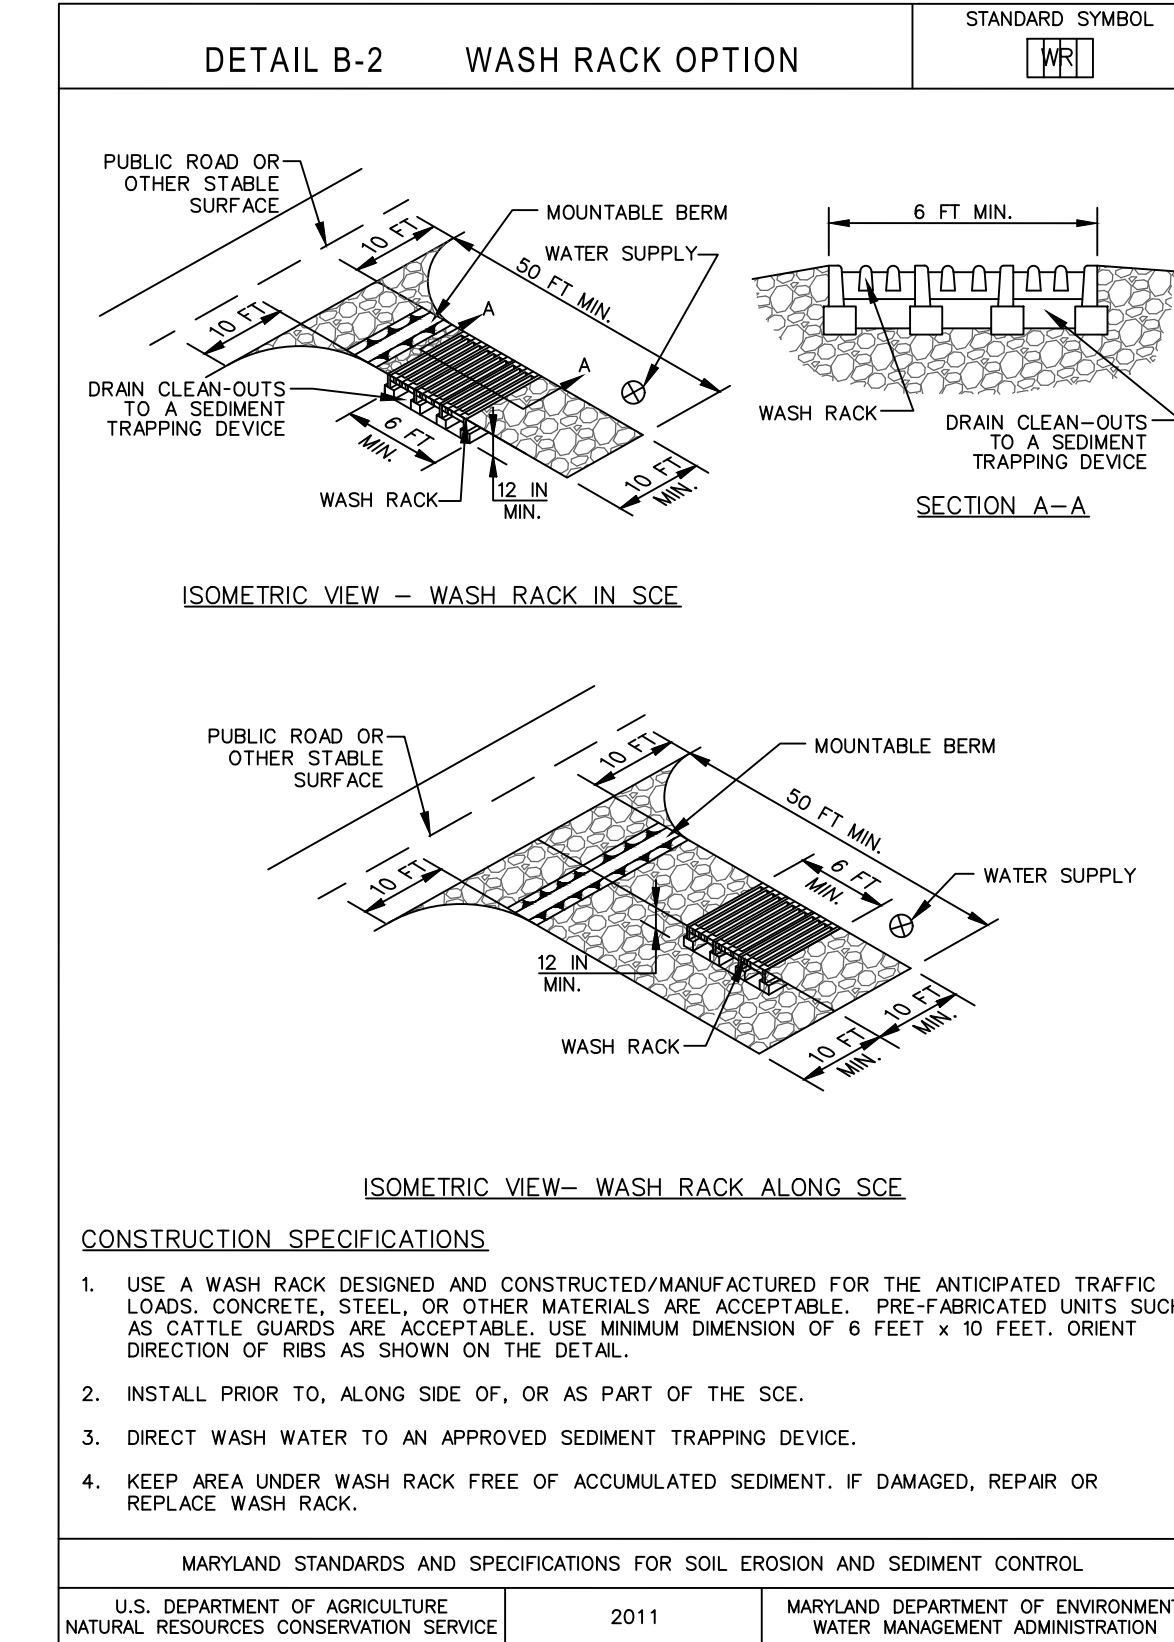 STANDARD SYMBOL
DETAIL B-2 WASH RACK OPTION
WR
PUBLIC ROAD OR
OTHER STABLE
SURFACE
10 FT
MOUNTABLE BERM
WATER SUPPLY
50 FT MIN.
10 FT
A
A
DRAIN CLEAN-OUTS
TO A SEDIMENT
TRAPPING DEVICE
6 FT
MIN.
WASH RACK
12 IN
MIN.
10 FT
MIN.
6 FT MIN.
WASH RACK
DRAIN CLEAN-OUTS
TO A SEDIMENT
TRAPPING DEVICE
SECTION A-A
ISOMETRIC VIEW - WASH RACK IN SCE
PUBLIC ROAD OR
OTHER STABLE
SURFACE
10 FT
MOUNTABLE BERM
50 FT MIN.
6 FT
MIN.
WATER SUPPLY
10 FT
12 IN
MIN.
WASH RACK
10 FT
MIN.
10 FT
MIN.
ISOMETRIC VIEW- WASH RACK ALONG SCE
CONSTRUCTION SPECIFICATIONS
1. USE A WASH RACK DESIGNED AND CONSTRUCTED/MANUFACTURED FOR THE ANTICIPATED TRAFFIC
LOADS. CONCRETE, STEEL, OR OTHER MATERIALS ARE ACCEPTABLE. PRE-FABRICATED UNITS SUCH
AS CATTLE GUARDS ARE ACCEPTABLE. USE MINIMUM DIMENSION OF 6 FEET x 10 FEET. ORIENT
DIRECTION OF RIBS AS SHOWN ON THE DETAIL.
2. INSTALL PRIOR TO, ALONG SIDE OF, OR AS PART OF THE SCE.
3. DIRECT WASH WATER TO AN APPROVED SEDIMENT TRAPPING DEVICE.
4. KEEP AREA UNDER WASH RACK FREE OF ACCUMULATED SEDIMENT. IF DAMAGED, REPAIR OR
REPLACE WASH RACK.
MARYLAND STANDARDS AND SPECIFICATIONS FOR SOIL EROSION AND SEDIMENT CONTROL
U.S. DEPARTMENT OF AGRICULTURE
NATURAL RESOURCES CONSERVATION SERVICE
2011
MARYLAND DEPARTMENT OF ENVIRONMENT
WATER MANAGEMENT ADMINISTRATION